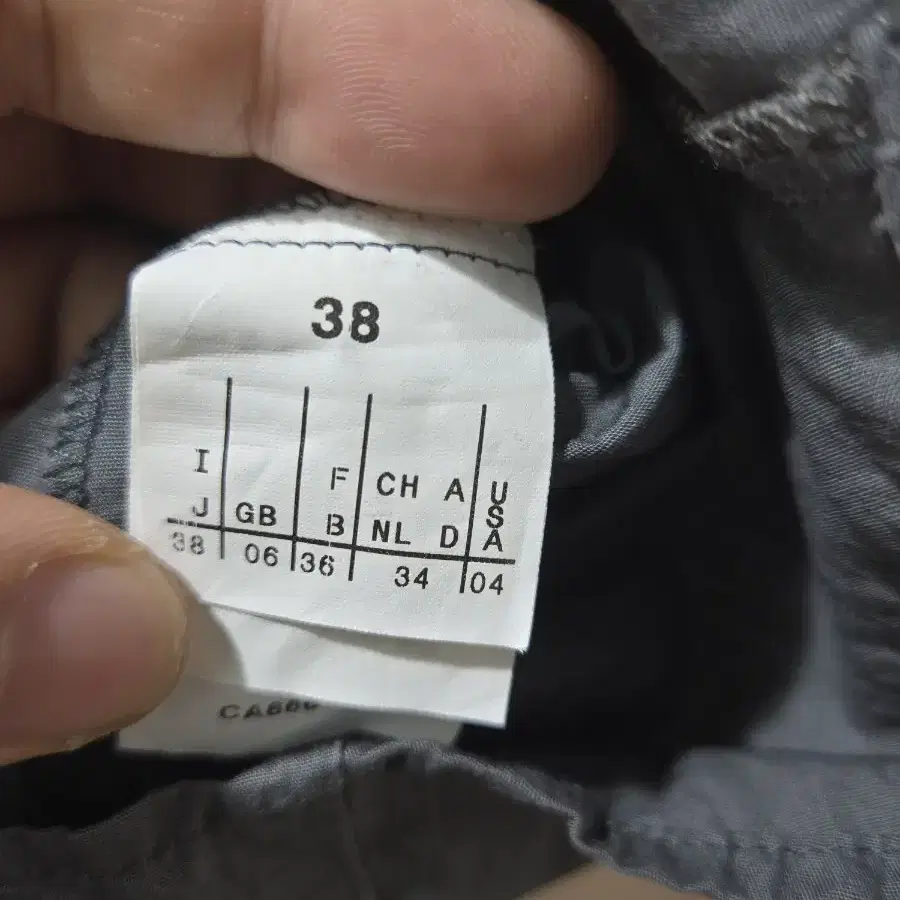 38
I F CH A U
J GB B NL D S A
38 06 36 34 04